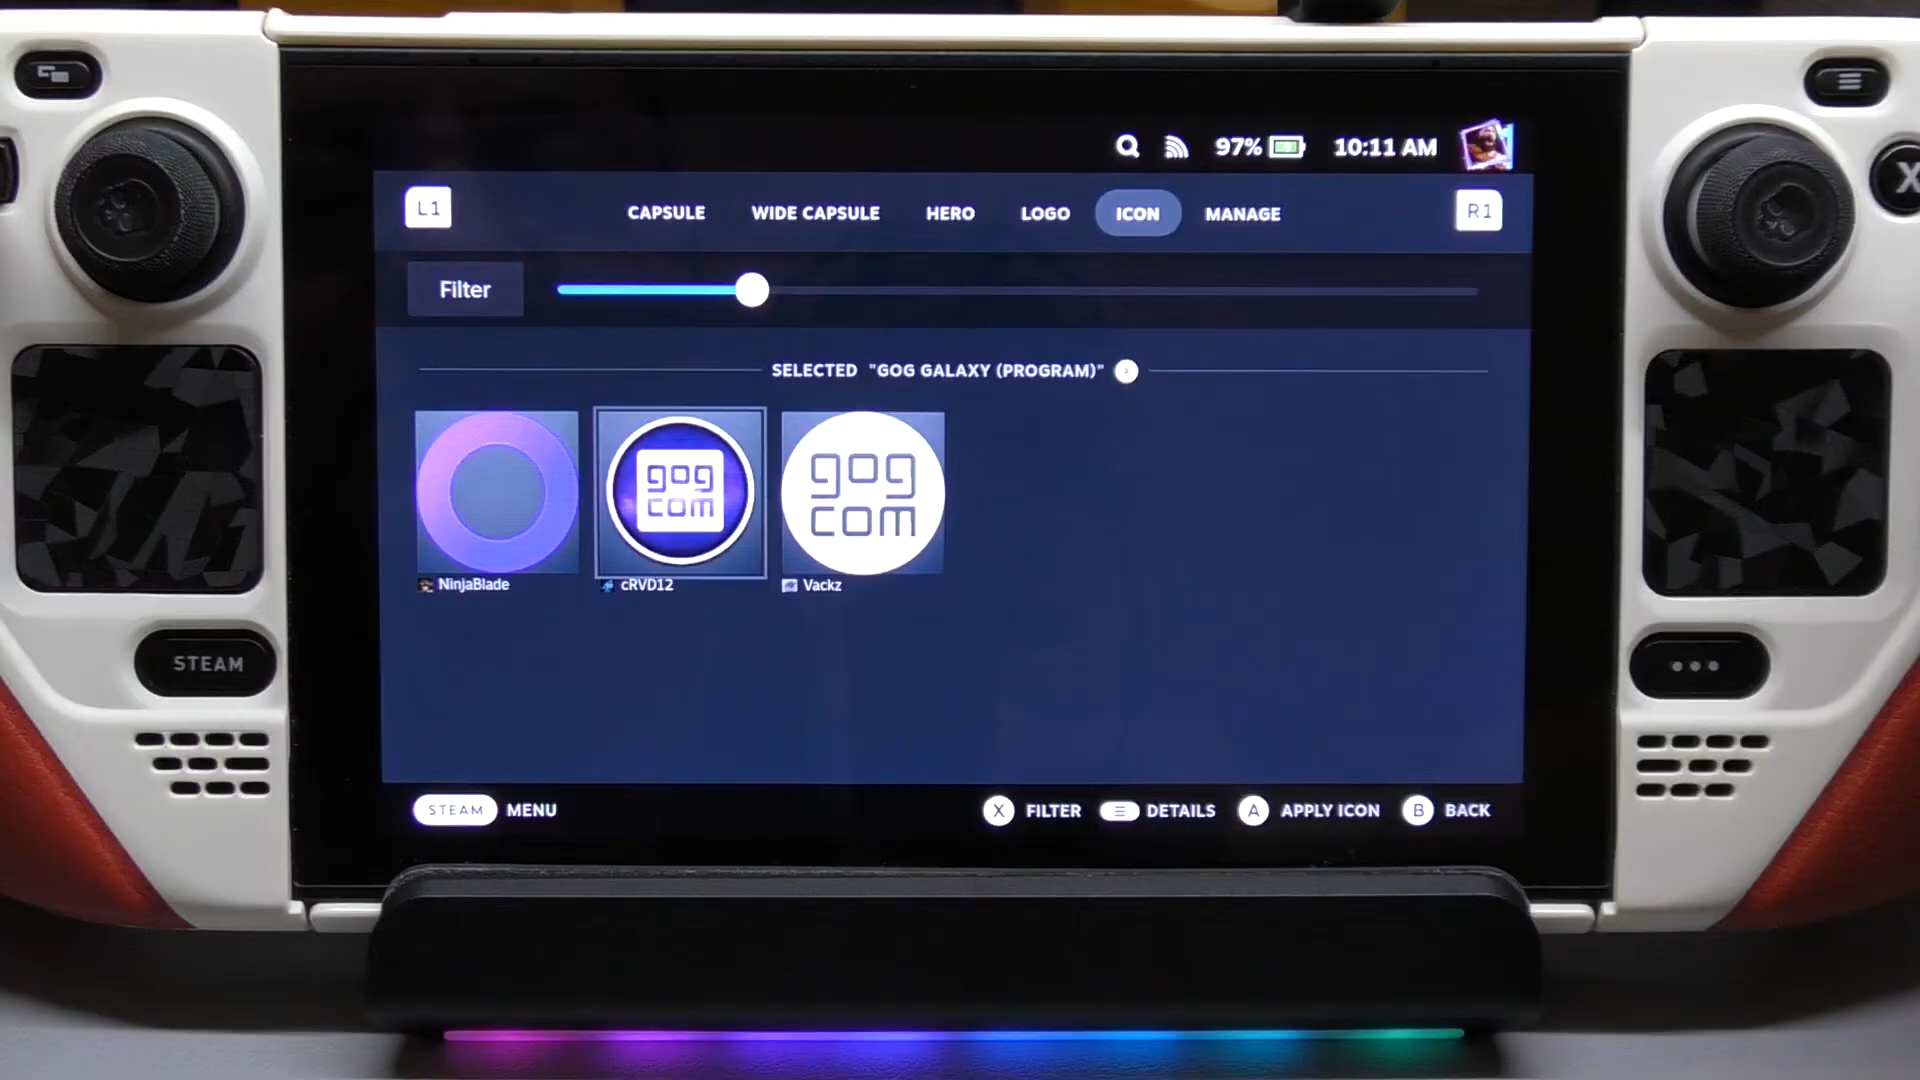 97% 10:11 AM
X
L1 CAPSULE WIDE CAPSULE HERO LOGO ICON MANAGE R1
Filter
SELECTED "GOG GALAXY (PROGRAM)"
gog
com
gog
com
NinjaBlade cRVD12 Vackz
STEAM
STEAM MENU X FILTER DETAILS A APPLY ICON B BACK